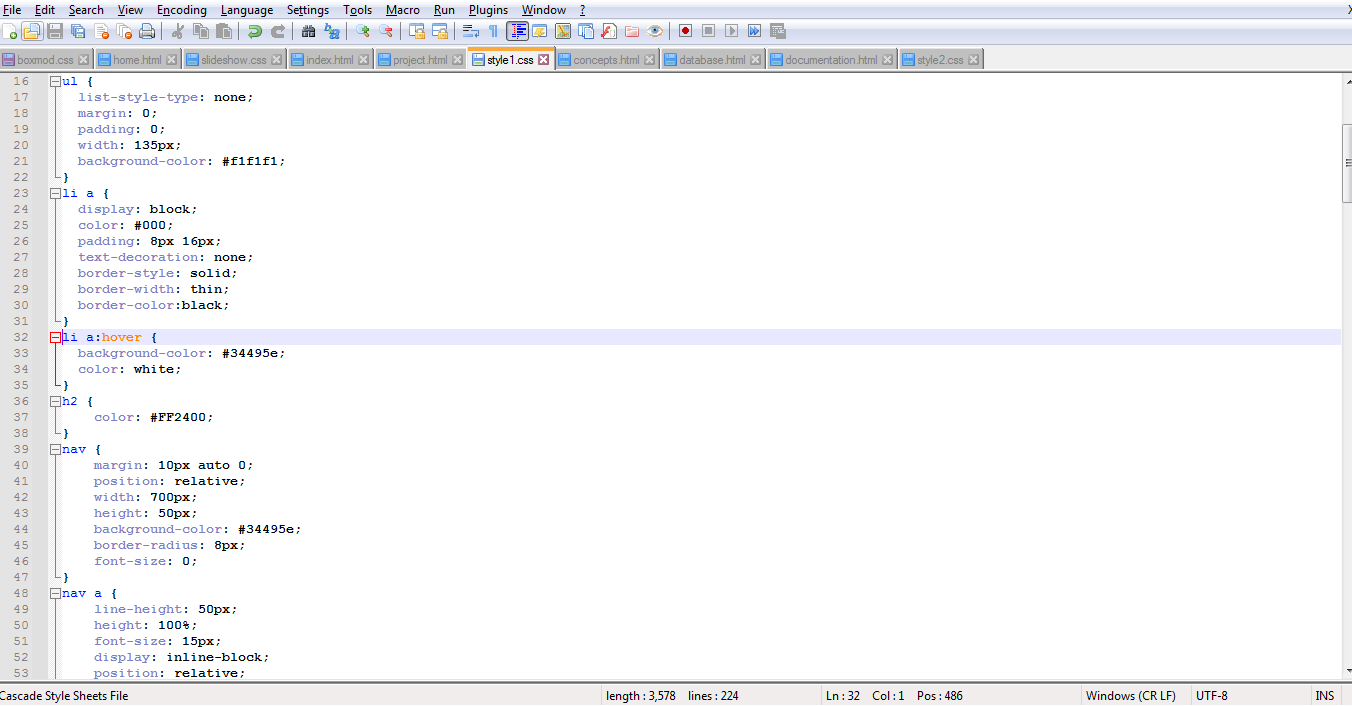 File Edit Search View Encoding Language Settings Tools Macro Run Plugins Window ? X
boxmod.css home.html slideshow.css index.html project.html style1.css concepts.html database.html documentation.html style2.css
16 ul {
17 list-style-type: none;
18 margin: 0;
19 padding: 0;
20 width: 135px;
21 background-color: #f1f1f1;
22 }
23 li a {
24 display: block;
25 color: #000;
26 padding: 8px 16px;
27 text-decoration: none;
28 border-style: solid;
29 border-width: thin;
30 border-color:black;
31 }
32 li a:hover {
33 background-color: #34495e;
34 color: white;
35 }
36 h2 {
37 color: #FF2400;
38 }
39 nav {
40 margin: 10px auto 0;
41 position: relative;
42 width: 700px;
43 height: 50px;
44 background-color: #34495e;
45 border-radius: 8px;
46 font-size: 0;
47 }
48 nav a {
49 line-height: 50px;
50 height: 100%;
51 font-size: 15px;
52 display: inline-block;
53 position: relative;
Cascade Style Sheets File length : 3,578 lines : 224 Ln : 32 Col : 1 Pos : 486 Windows (CR LF) UTF-8 INS